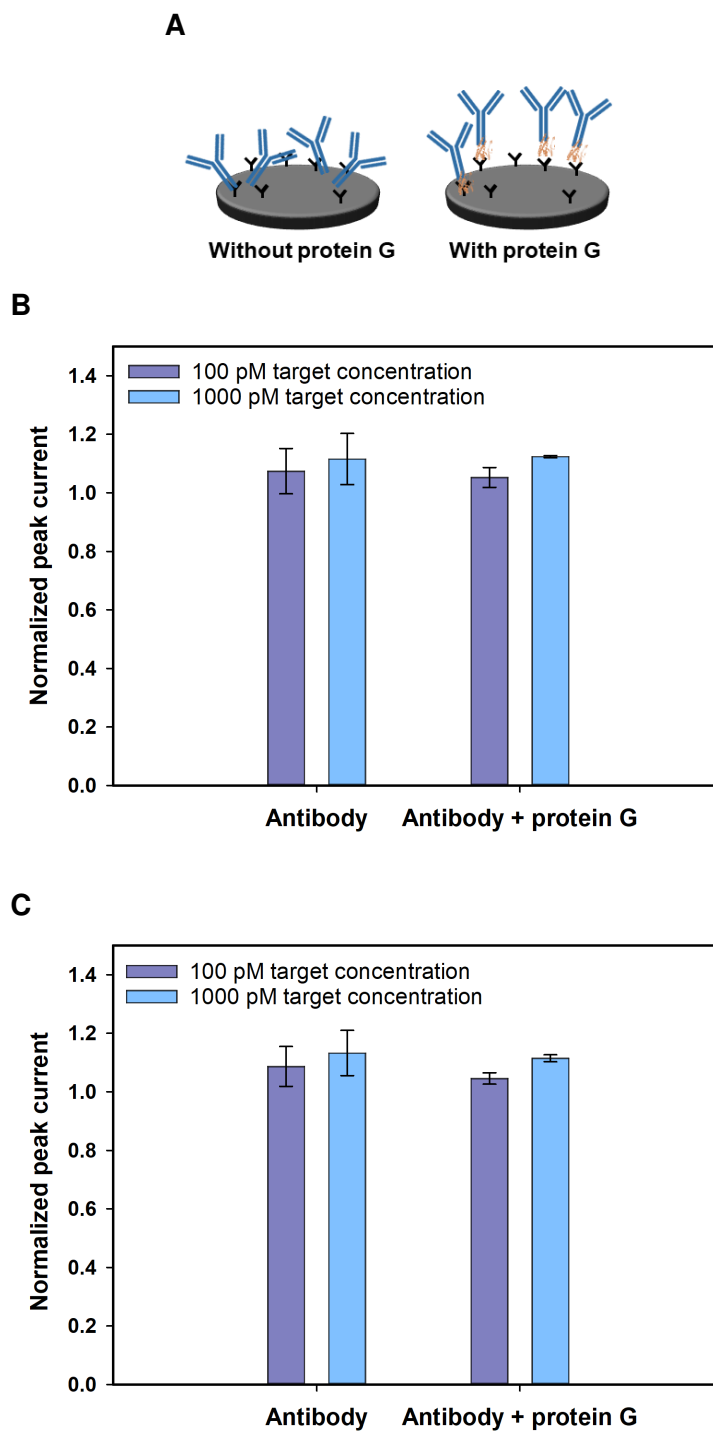 A
Without protein G
With protein G
B
100 pM target concentration
1000 pM target concentration
1.4
1.2
1.0
0.8
0.6
0.4
0.2
0.0
Normalized peak current
Antibody
Antibody + protein G
C
100 pM target concentration
1000 pM target concentration
1.4
1.2
1.0
0.8
0.6
0.4
0.2
0.0
Normalized peak current
Antibody
Antibody + protein G